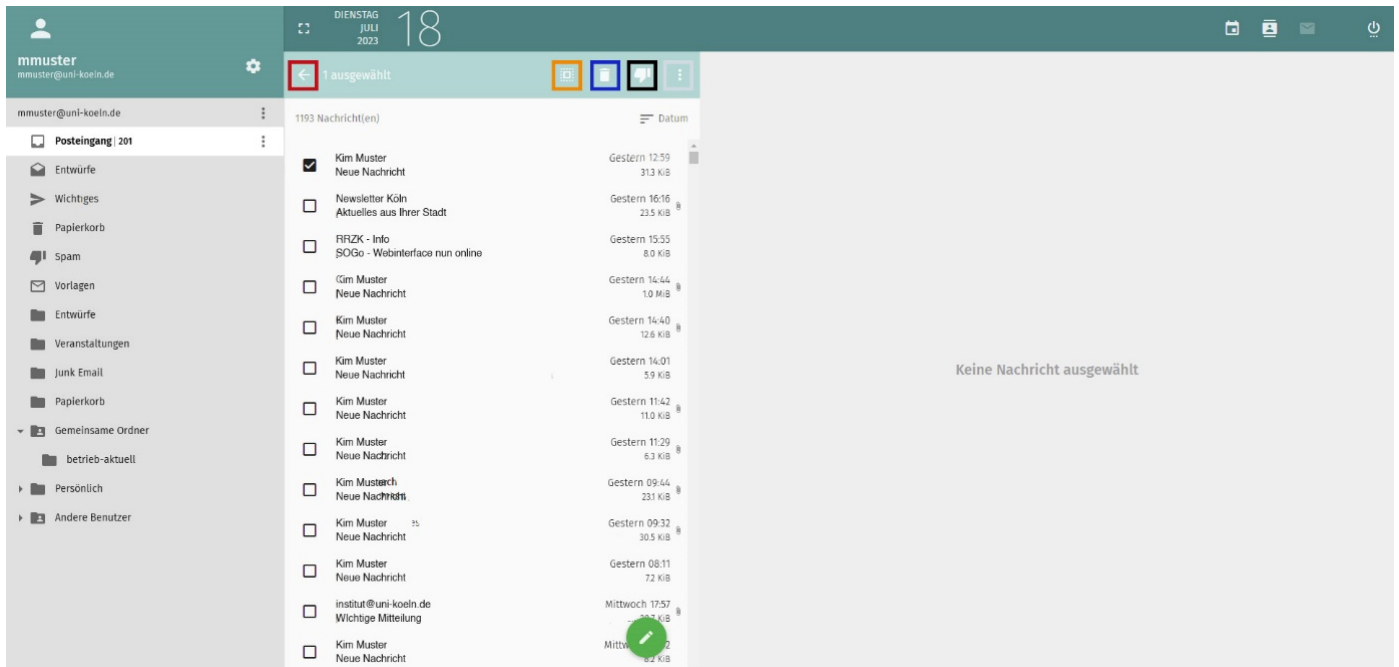 DIENSTAG
JULI
2023
18
mmuster
mmuster@uni-koeln.de
1 ausgewählt
mmuster@uni-koeln.de
Posteingang | 201
Entwürfe
Wichtiges
Papierkorb
Spam
Vorlagen
Entwürfe
Veranstaltungen
Junk Email
Papierkorb
Gemeinsame Ordner
betrieb-aktuell
Persönlich
Andere Benutzer
1193 Nachricht(en)
Datum
Kim Muster Gestern 12:59
Neue Nachricht 31.3 KiB
Newsletter Köln Gestern 16:16
Aktuelles aus Ihrer Stadt 23.5 KiB
RRZK - Info Gestern 15:55
SOGo - Webinterface nun online 8.0 KiB
Kim Muster Gestern 14:44
Neue Nachricht 1.0 MiB
Kim Muster Gestern 14:40
Neue Nachricht 12.6 KiB
Kim Muster Gestern 14:01
Neue Nachricht 5.9 KiB
Kim Muster Gestern 11:42
Neue Nachricht 11.0 KiB
Kim Muster Gestern 11:29
Neue Nachricht 6.3 KiB
Kim Muster Gestern 09:44
Neue Nachricht 23.1 KiB
Kim Muster Gestern 09:32
Neue Nachricht 30.5 KiB
Kim Muster Gestern 08:11
Neue Nachricht 7.2 KiB
institut@uni-koeln.de Mittwoch 17:57
WIchtige Mitteilung KiB
Kim Muster
Neue Nachricht 8.2 KiB
Keine Nachricht ausgewählt